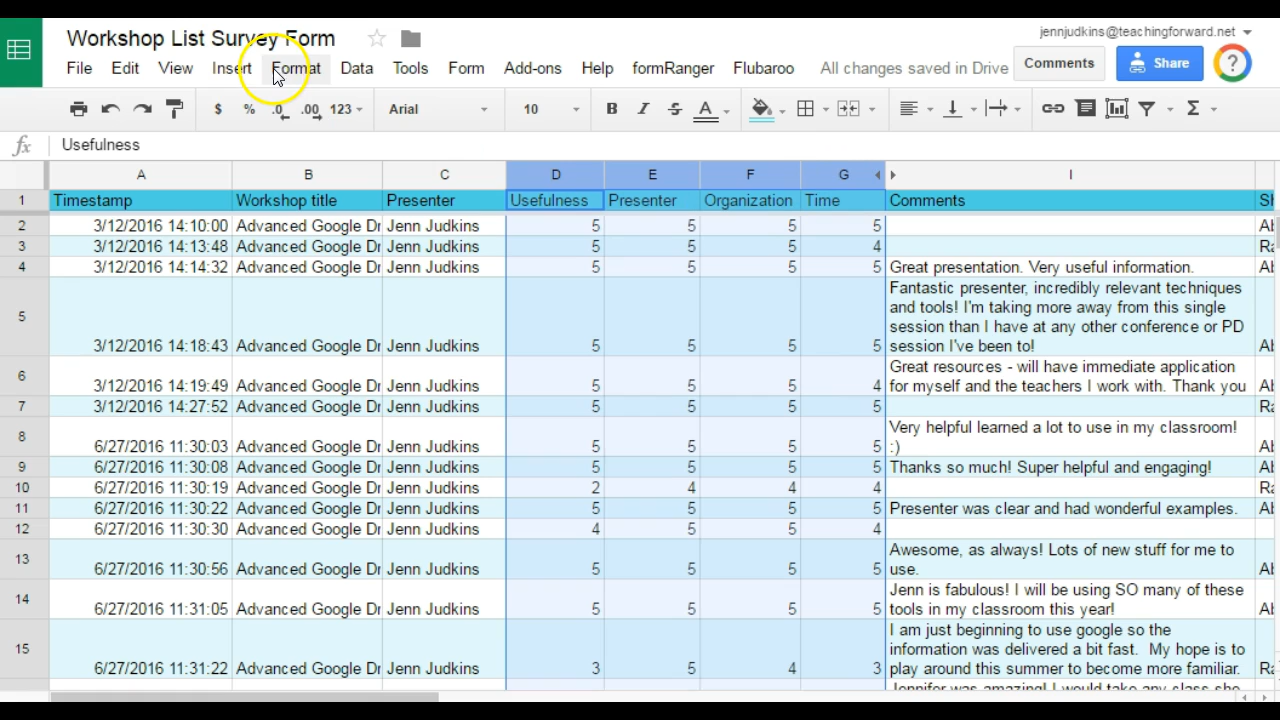 Workshop List Survey Form
jennjudkins@teachingforward.net
File Edit View Insert Format Data Tools Form Add-ons Help formRanger Flubaroo All changes saved in Drive Comments Share
$ % .0 .00 123 Arial 10 B I S A Σ
fx Usefulness
A B C D E F G I
1 Timestamp Workshop title Presenter Usefulness Presenter Organization Time Comments
2 3/12/2016 14:10:00 Advanced Google Dr Jenn Judkins 5 5 5 5
3 3/12/2016 14:13:48 Advanced Google Dr Jenn Judkins 5 5 5 4
4 3/12/2016 14:14:32 Advanced Google Dr Jenn Judkins 5 5 5 5 Great presentation. Very useful information.
Fantastic presenter, incredibly relevant techniques
and tools! I'm taking more away from this single
session than I have at any other conference or PD
5 3/12/2016 14:18:43 Advanced Google Dr Jenn Judkins 5 5 5 5 session I've been to!
Great resources - will have immediate application
6 3/12/2016 14:19:49 Advanced Google Dr Jenn Judkins 5 5 5 4 for myself and the teachers I work with. Thank you
7 3/12/2016 14:27:52 Advanced Google Dr Jenn Judkins 5 5 5 5
Very helpful learned a lot to use in my classroom!
8 6/27/2016 11:30:03 Advanced Google Dr Jenn Judkins 5 5 5 5 :)
9 6/27/2016 11:30:08 Advanced Google Dr Jenn Judkins 5 5 5 5 Thanks so much! Super helpful and engaging!
10 6/27/2016 11:30:19 Advanced Google Dr Jenn Judkins 2 4 4 4
11 6/27/2016 11:30:22 Advanced Google Dr Jenn Judkins 5 5 5 5 Presenter was clear and had wonderful examples.
12 6/27/2016 11:30:30 Advanced Google Dr Jenn Judkins 4 5 5 4
Awesome, as always! Lots of new stuff for me to
13 6/27/2016 11:30:56 Advanced Google Dr Jenn Judkins 5 5 5 5 use.
Jenn is fabulous! I will be using SO many of these
14 6/27/2016 11:31:05 Advanced Google Dr Jenn Judkins 5 5 5 5 tools in my classroom this year!
I am just beginning to use google so the
information was delivered a bit fast. My hope is to
15 6/27/2016 11:31:22 Advanced Google Dr Jenn Judkins 3 5 4 3 play around this summer to become more familiar.
Jennifer was amazing! I would take any class she